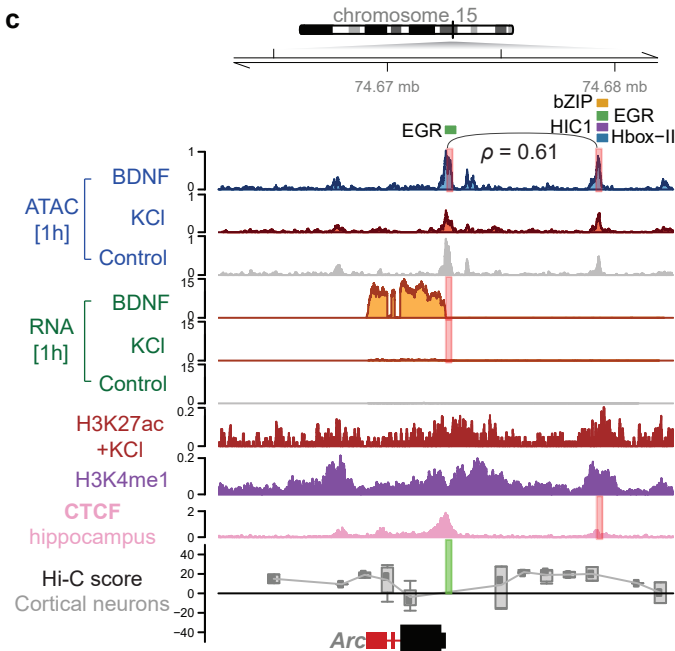 c
chromosome 15
74.67 mb
74.68 mb
bZIP
EGR
EGR
HIC1
Hbox-II
ρ = 0.61
ATAC
[1h]
BDNF
KCl
Control
1
0
1
0
1
0
RNA
[1h]
BDNF
KCl
Control
15
0
15
0
15
0
H3K27ac
+KCl
0.2
0
H3K4me1
0.2
0
CTCF
hippocampus
2
0
Hi-C score
Cortical neurons
40
20
0
−20
−40
Arc